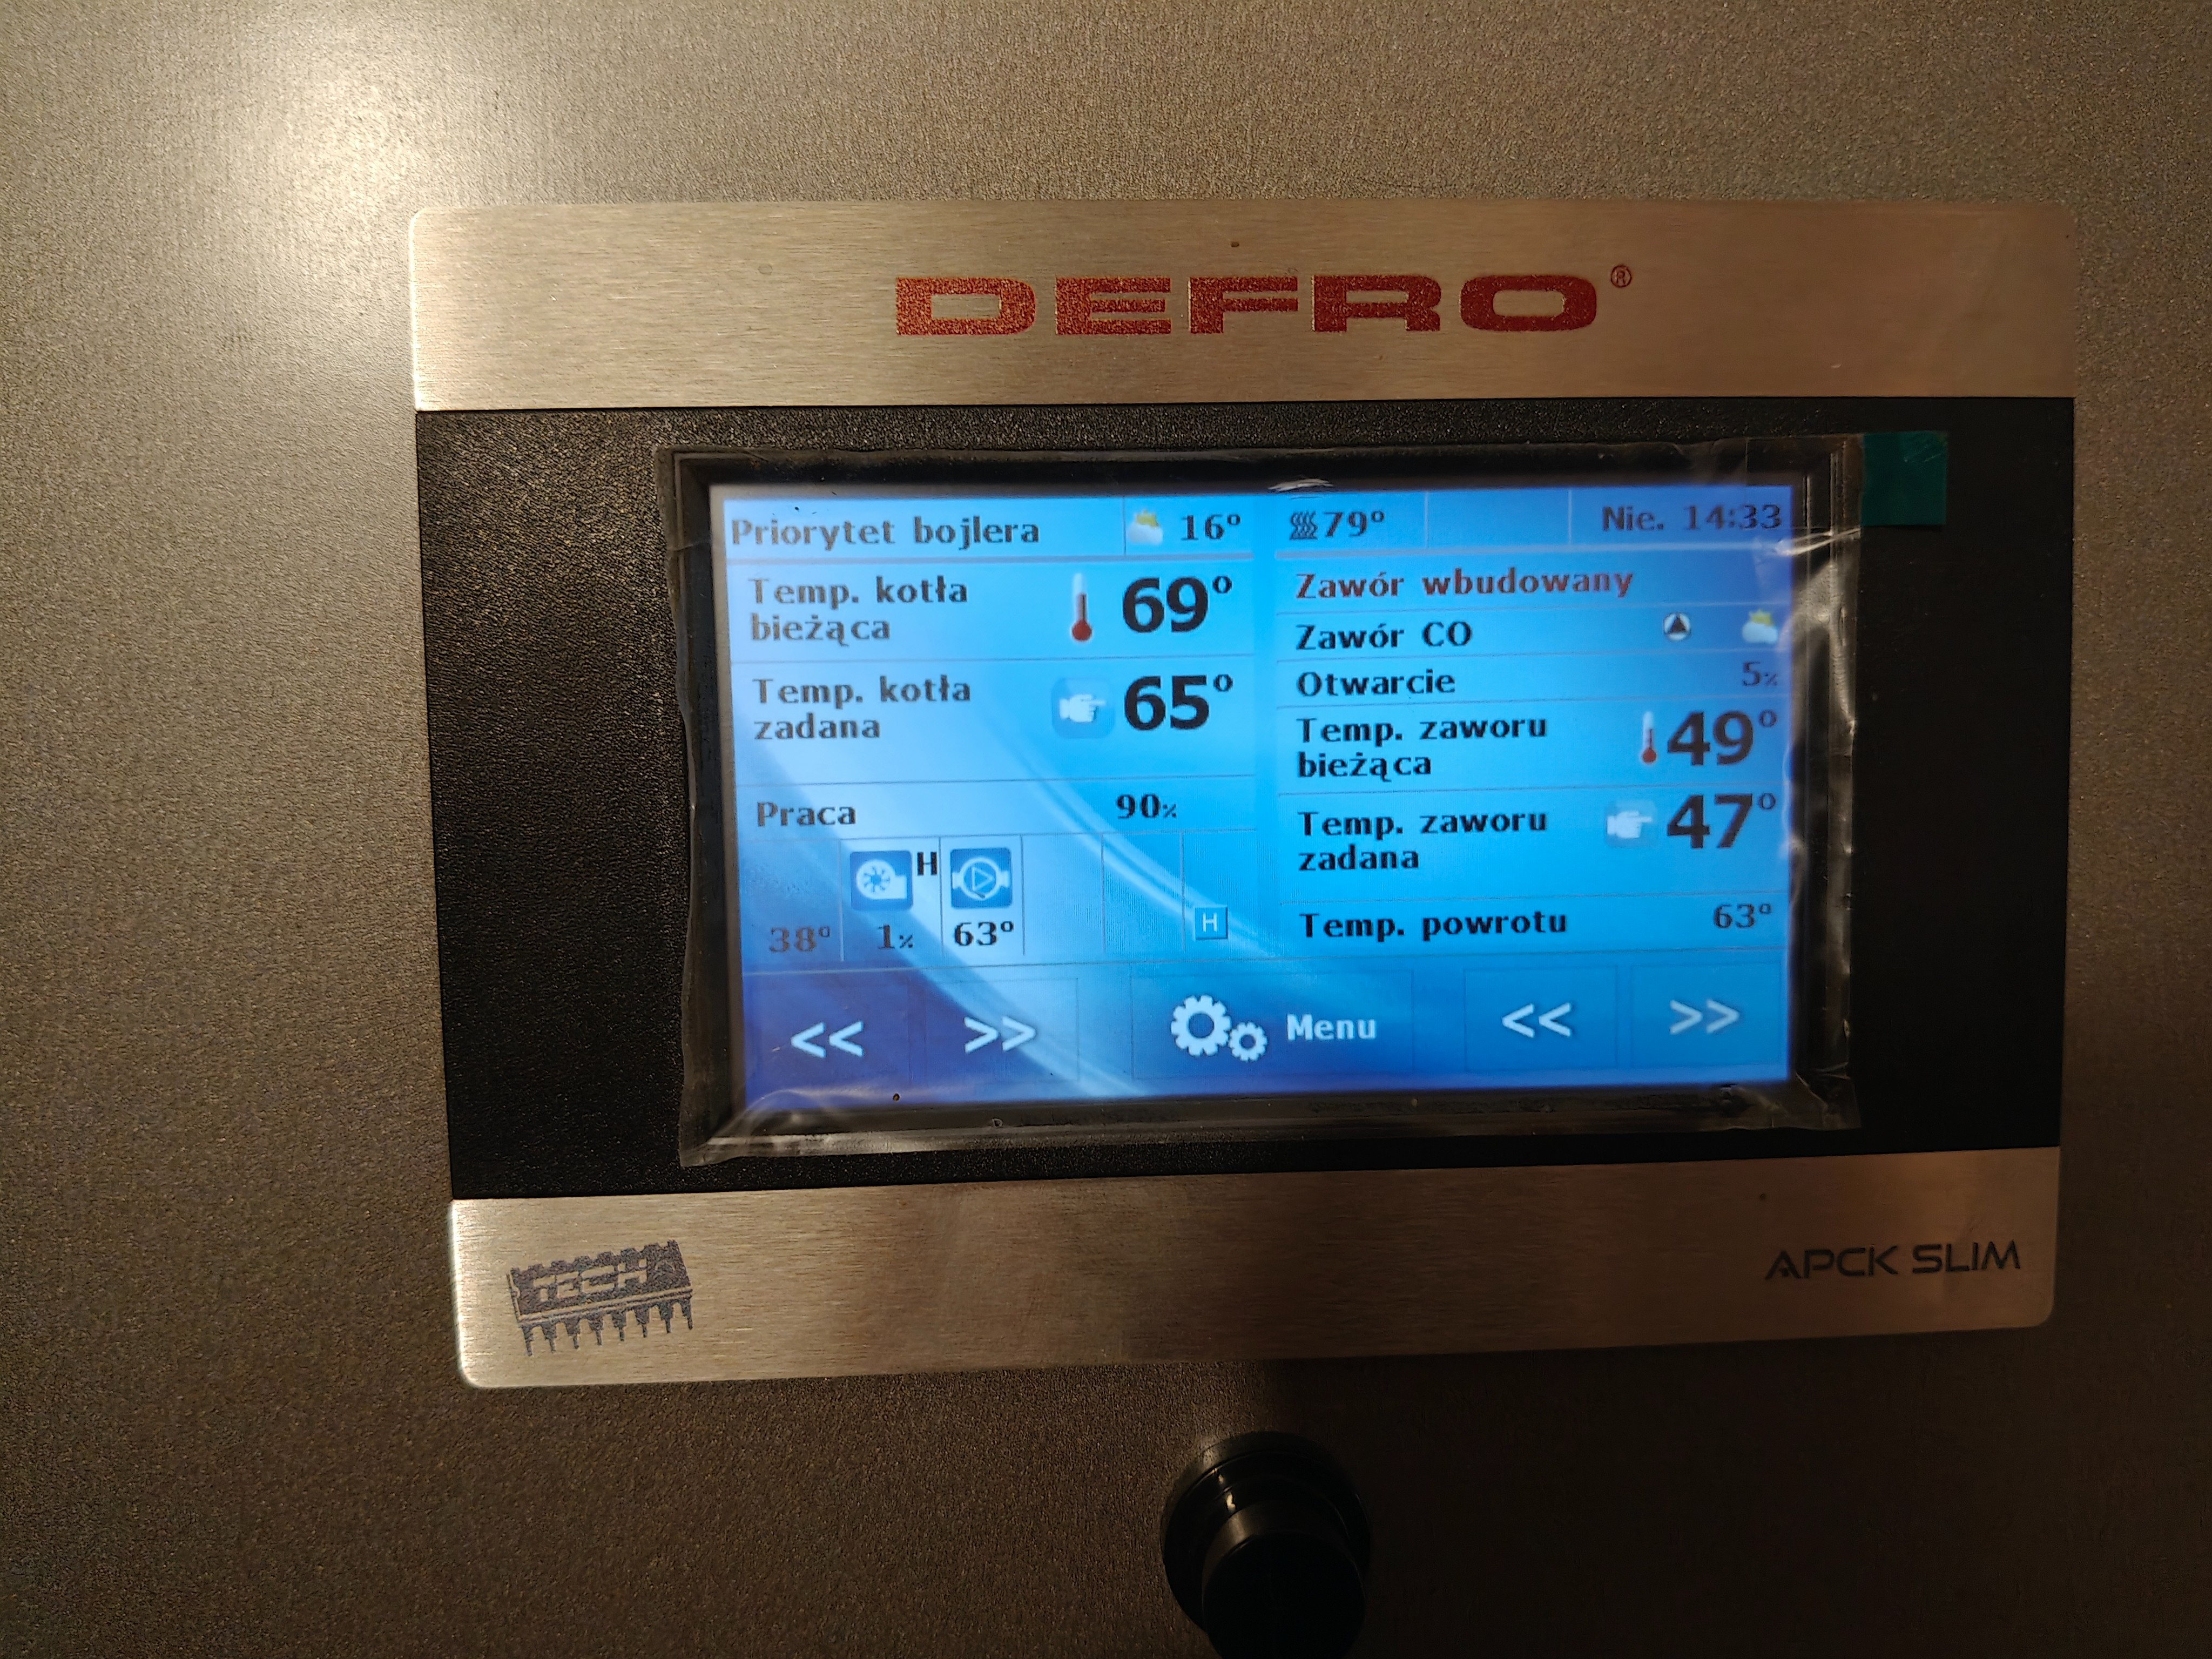 DEFRO®
Priorytet bojlera 16° 79° Nie. 14:33
Temp. kotła
bieżąca
69°
Temp. kotła
zadana
65°
Praca 90%
H
38° 1% 63° H
Zawór wbudowany
Zawór CO
Otwarcie 5%
Temp. zaworu
bieżąca
49°
Temp. zaworu
zadana
47°
Temp. powrotu 63°
<< >> Menu << >>
TECH
APCK SLIM